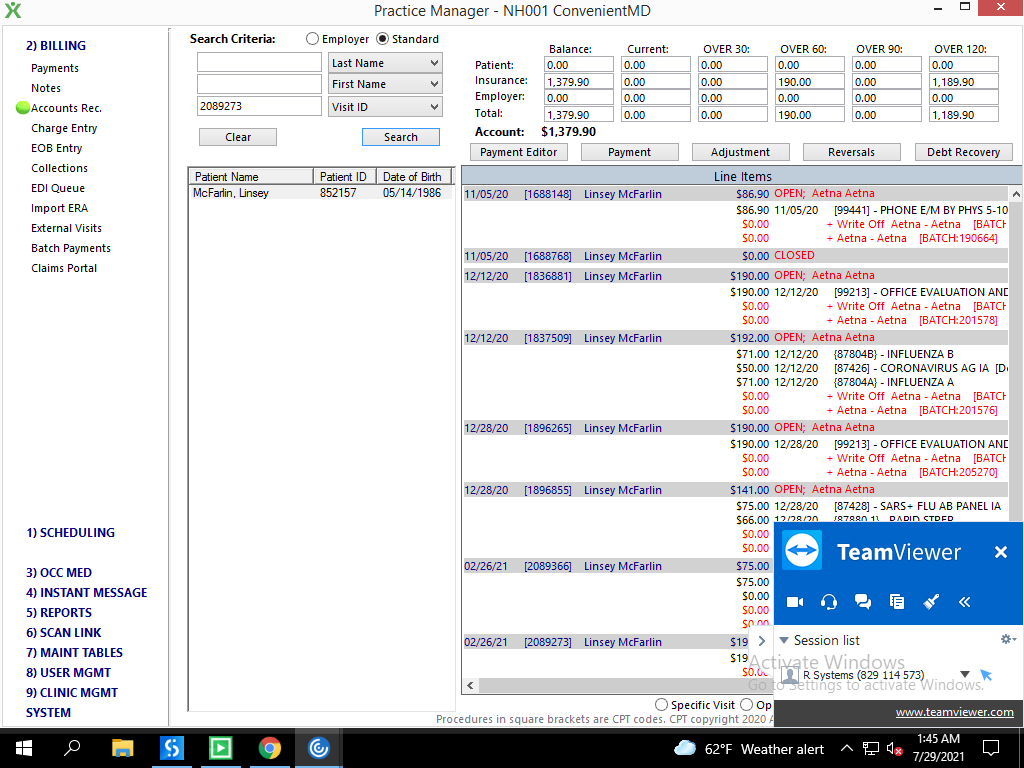 Practice Manager - NH001 ConvenientMD
2) BILLING
Payments
Notes
Accounts Rec.
Charge Entry
EOB Entry
Collections
EDI Queue
Import ERA
External Visits
Batch Payments
Claims Portal
1) SCHEDULING
3) OCC MED
4) INSTANT MESSAGE
5) REPORTS
6) SCAN LINK
7) MAINT TABLES
8) USER MGMT
9) CLINIC MGMT
SYSTEM
Search Criteria: Employer Standard
Last Name
First Name
2089273 Visit ID
Clear Search
Balance: Current: OVER 30: OVER 60: OVER 90: OVER 120:
Patient: 0.00 0.00 0.00 0.00 0.00 0.00
Insurance: 1,379.90 0.00 0.00 190.00 0.00 1,189.90
Employer: 0.00 0.00 0.00 0.00 0.00 0.00
Total: 1,379.90 0.00 0.00 190.00 0.00 1,189.90
Account: $1,379.90
Payment Editor Payment Adjustment Reversals Debt Recovery
Patient Name Patient ID Date of Birth
McFarlin, Linsey 852157 05/14/1986
Line Items
11/05/20 [1688148] Linsey McFarlin $86.90 OPEN; Aetna Aetna
$86.90 11/05/20 [99441] - PHONE E/M BY PHYS 5-10
$0.00 + Write Off Aetna - Aetna [BATCH
$0.00 + Aetna - Aetna [BATCH:190664]
11/05/20 [1688768] Linsey McFarlin $0.00 CLOSED
12/12/20 [1836881] Linsey McFarlin $190.00 OPEN; Aetna Aetna
$190.00 12/12/20 [99213] - OFFICE EVALUATION AND
$0.00 + Write Off Aetna - Aetna [BATCH
$0.00 + Aetna - Aetna [BATCH:201578]
12/12/20 [1837509] Linsey McFarlin $192.00 OPEN; Aetna Aetna
$71.00 12/12/20 {87804B} - INFLUENZA B
$50.00 12/12/20 [87426] - CORONAVIRUS AG IA [De
$71.00 12/12/20 {87804A} - INFLUENZA A
$0.00 + Write Off Aetna - Aetna [BATCH
$0.00 + Aetna - Aetna [BATCH:201576]
12/28/20 [1896265] Linsey McFarlin $190.00 OPEN; Aetna Aetna
$190.00 12/28/20 [99213] - OFFICE EVALUATION AND
$0.00 + Write Off Aetna - Aetna [BATCH
$0.00 + Aetna - Aetna [BATCH:205270]
12/28/20 [1896855] Linsey McFarlin $141.00 OPEN; Aetna Aetna
$75.00 12/28/20 [87428] - SARS+ FLU AB PANEL IA
$66.00 12/28/20 {87880.1} - RAPID STREP
$0.00
$0.00
02/26/21 [2089366] Linsey McFarlin $75.00
$75.00
$0.00
$0.00
$0.00
02/26/21 [2089273] Linsey McFarlin $19
$19
$0.00
Specific Visit Op
Procedures in square brackets are CPT codes. CPT copyright 2020 A
TeamViewer
Session list
R Systems (829 114 573)
www.teamviewer.com
Activate Windows
Go to Settings to activate Windows.
62°F Weather alert
1:45 AM
7/29/2021